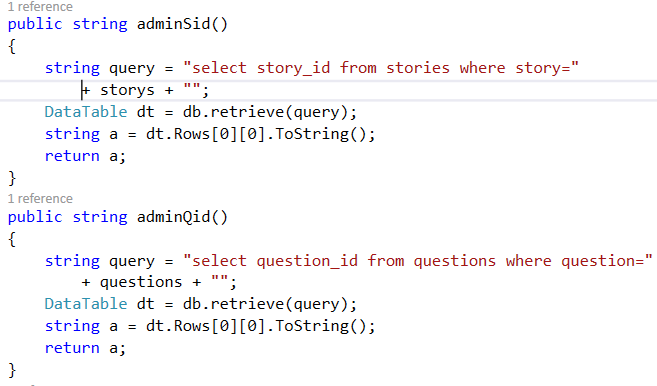 1 reference
public string adminSid()
{
    string query = "select story_id from stories where story="
        + storys + "";
    DataTable dt = db.retrieve(query);
    string a = dt.Rows[0][0].ToString();
    return a;
}
1 reference
public string adminQid()
{
    string query = "select question_id from questions where question="
        + questions + "";
    DataTable dt = db.retrieve(query);
    string a = dt.Rows[0][0].ToString();
    return a;
}